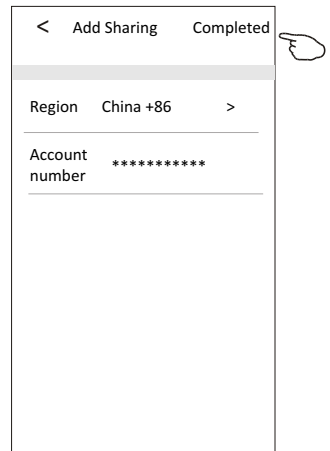 < Add Sharing Completed
Region China +86 >
Account
number ***********